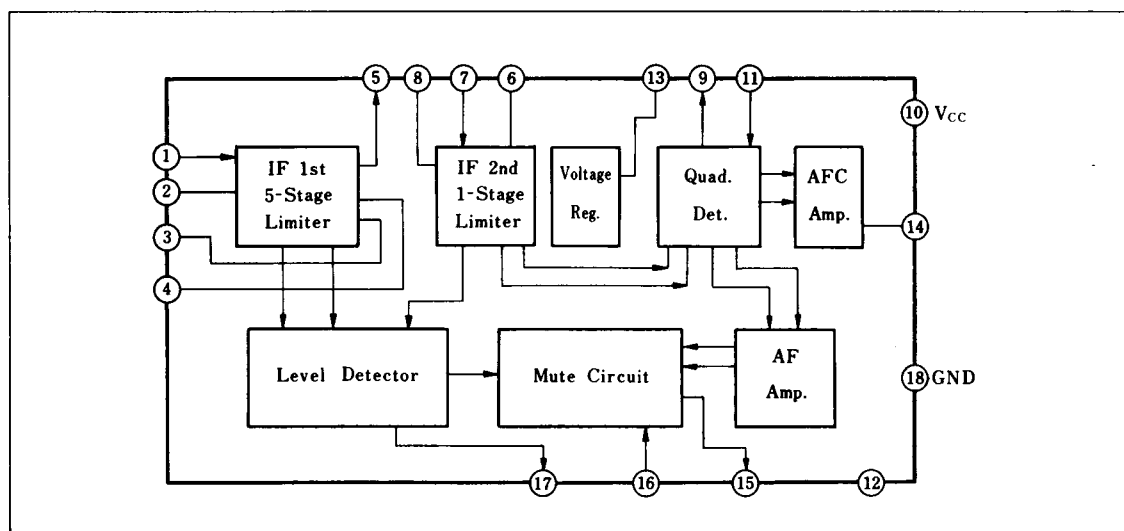 5 8 7 6 13 9 11
10 VCC
1
2
3
4
IF 1st
5-Stage
Limiter
IF 2nd
1-Stage
Limiter
Voltage
Reg.
Quad.
Det.
AFC
Amp.
14
Level Detector
Mute Circuit
AF
Amp.
18 GND
17 16 15 12